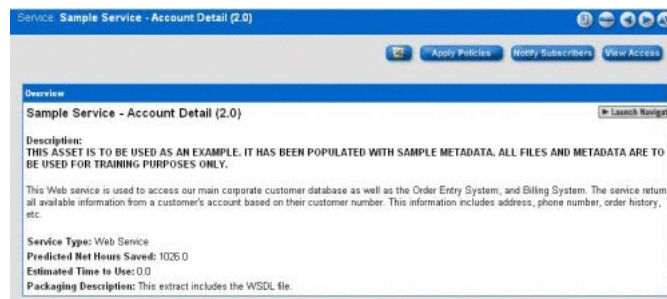 Service: Sample Service - Account Detail (2.0)
Apply Policies Notify Subscribers View Access
Overview
Sample Service - Account Detail (2.0)
Launch Navigat
Description:
THIS ASSET IS TO BE USED AS AN EXAMPLE. IT HAS BEEN POPULATED WITH SAMPLE METADATA. ALL FILES AND METADATA ARE TO
BE USED FOR TRAINING PURPOSES ONLY.
This Web service is used to access our main corporate customer database as well as the Order Entry System, and Billing System. The service return
all available information from a customer's account based on their customer number. This information includes address, phone number, order history,
etc.
Service Type: Web Service
Predicted Net Hours Saved: 1026.0
Estimated Time to Use: 0.0
Packaging Description: This extract includes the WSDL file.